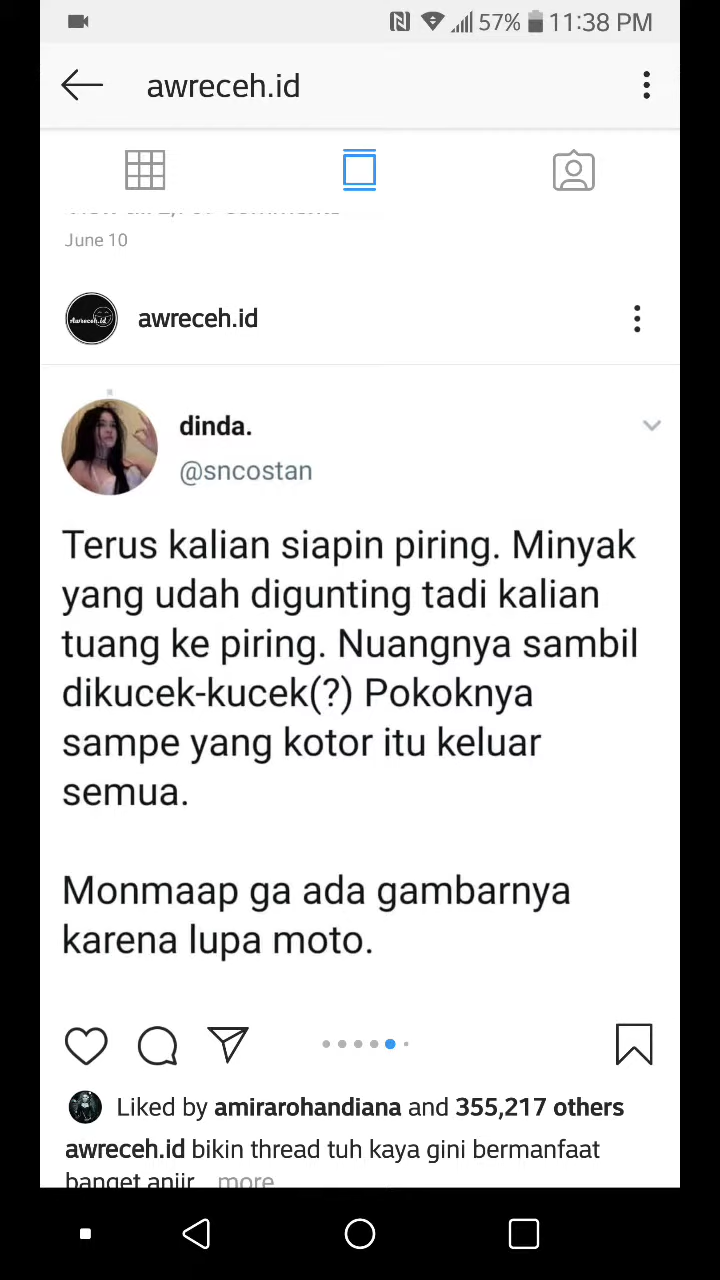 57% 11:38 PM
awreceh.id
June 10
awreceh.id
dinda.
@sncostan
Terus kalian siapin piring. Minyak
yang udah digunting tadi kalian
tuang ke piring. Nuangnya sambil
dikucek-kucek(?) Pokoknya
sampe yang kotor itu keluar
semua.
Monmaap ga ada gambarnya
karena lupa moto.
Liked by amirarohandiana and 355,217 others
awreceh.id bikin thread tuh kaya gini bermanfaat
banget anjir... more